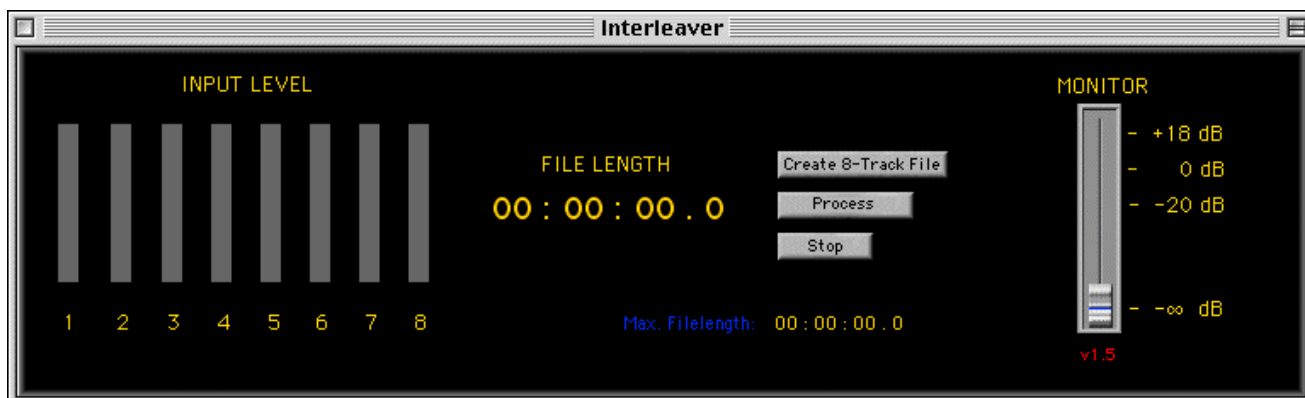 Interleaver
INPUT LEVEL
1 2 3 4 5 6 7 8
FILE LENGTH
00 : 00 : 00 . 0
Create 8-Track File
Process
Stop
Max. Filelength: 00 : 00 : 00 . 0
MONITOR
- +18 dB
- 0 dB
- -20 dB
- -∞ dB
v1.5